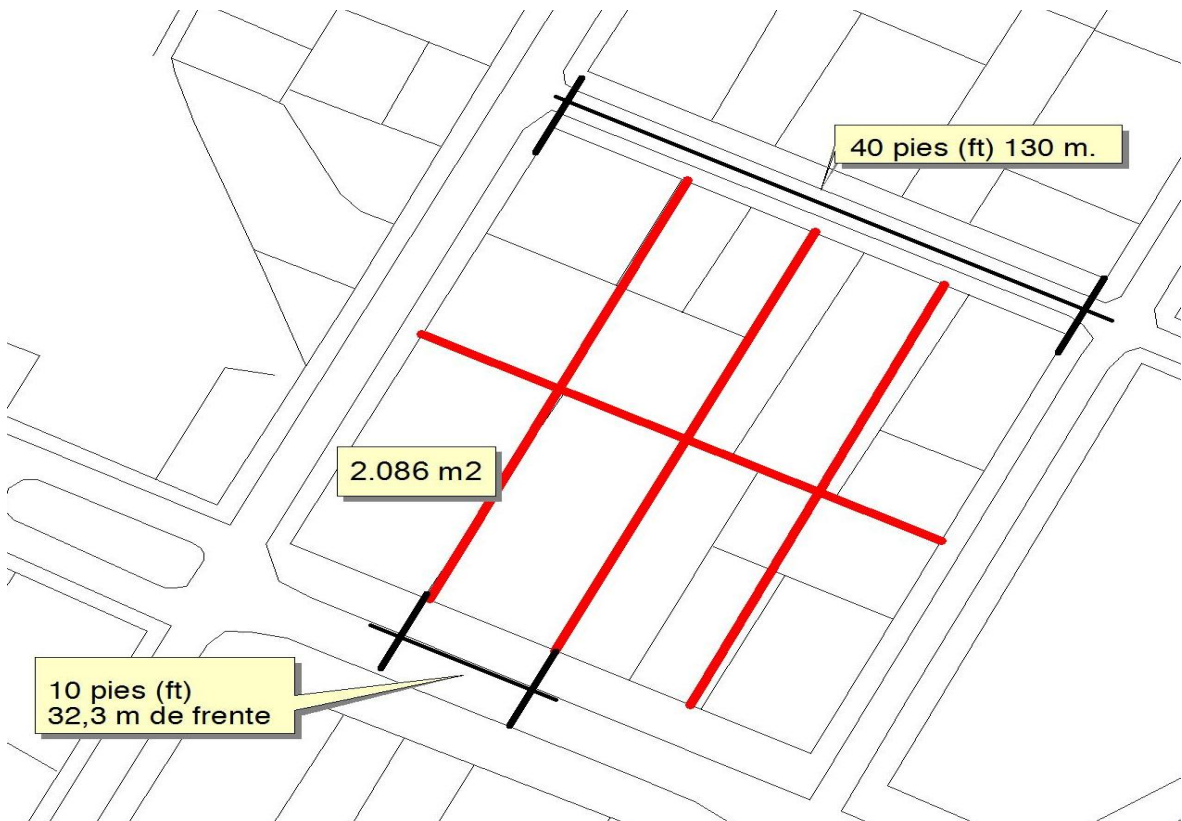 40 pies (ft) 130 m.
2.086 m2
10 pies (ft)
32,3 m de frente